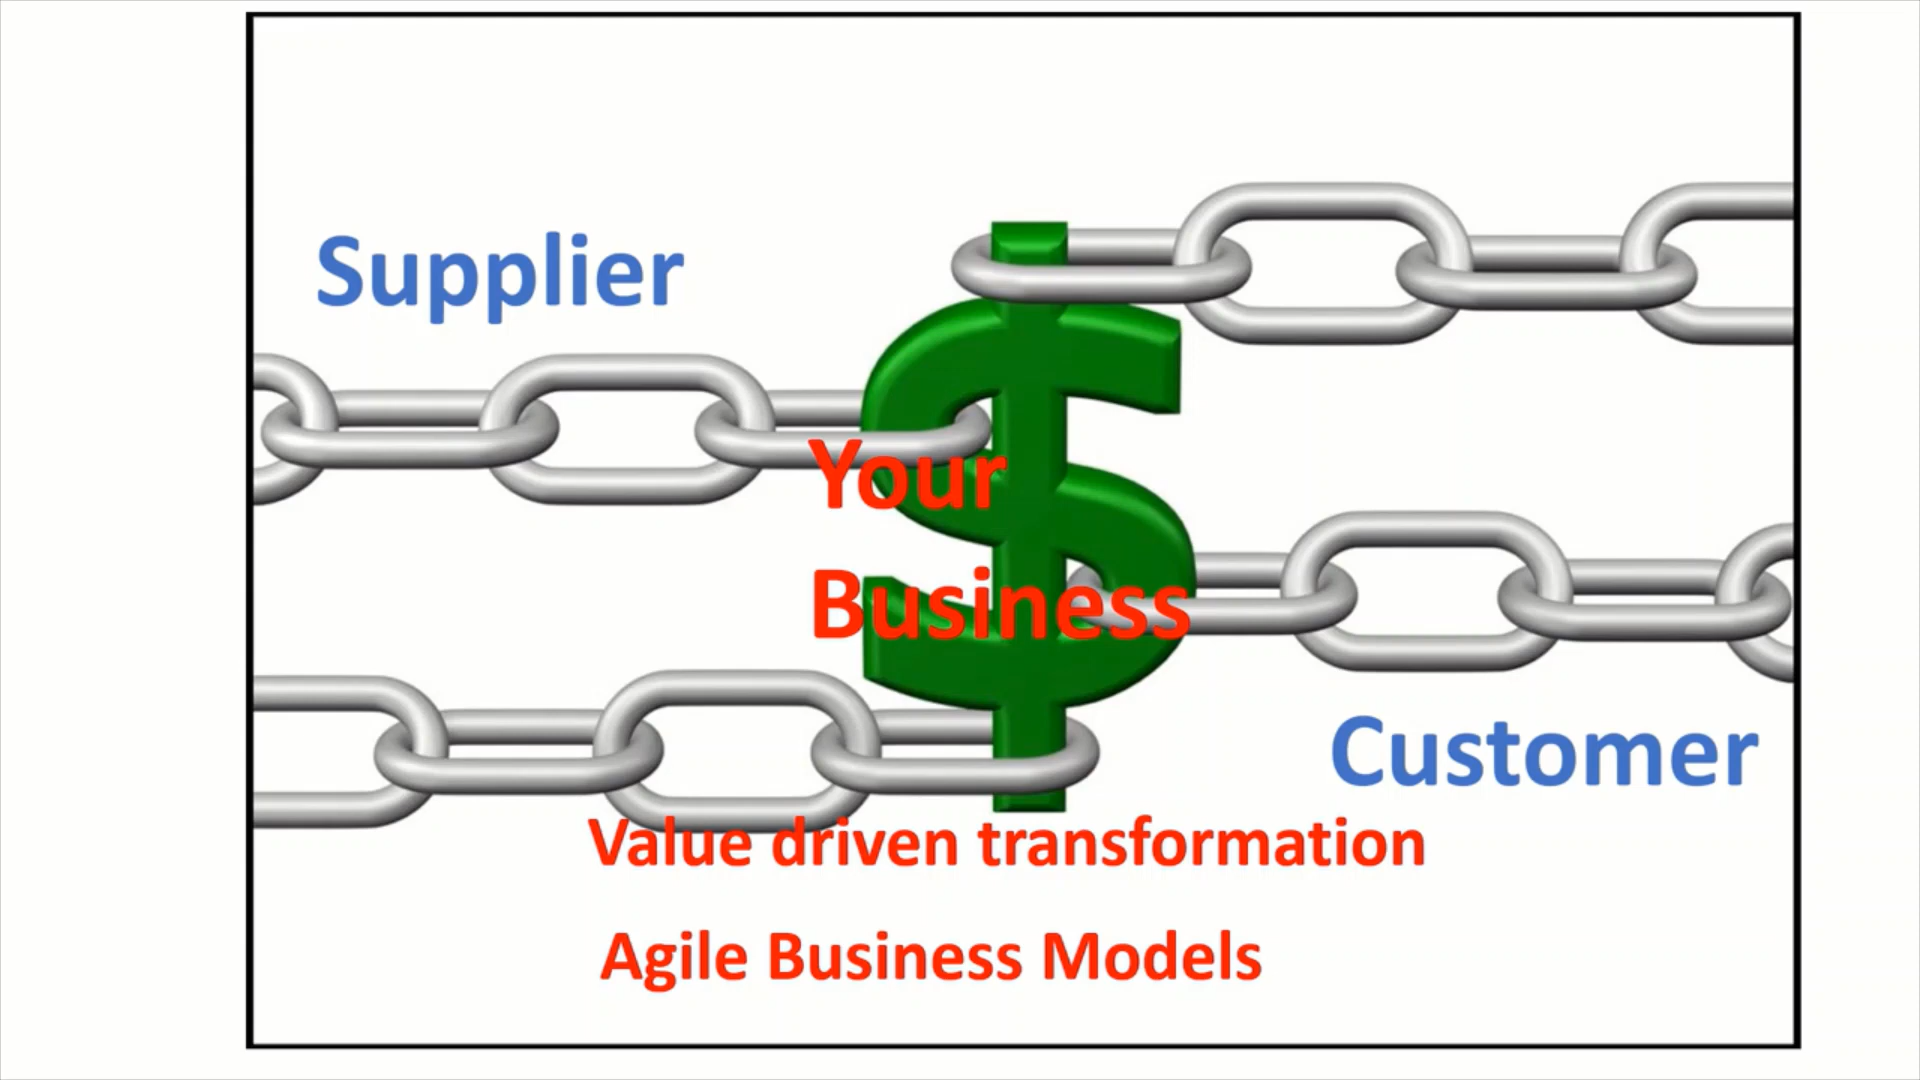 Supplier
Your
Business
Customer
Value driven transformation
Agile Business Models